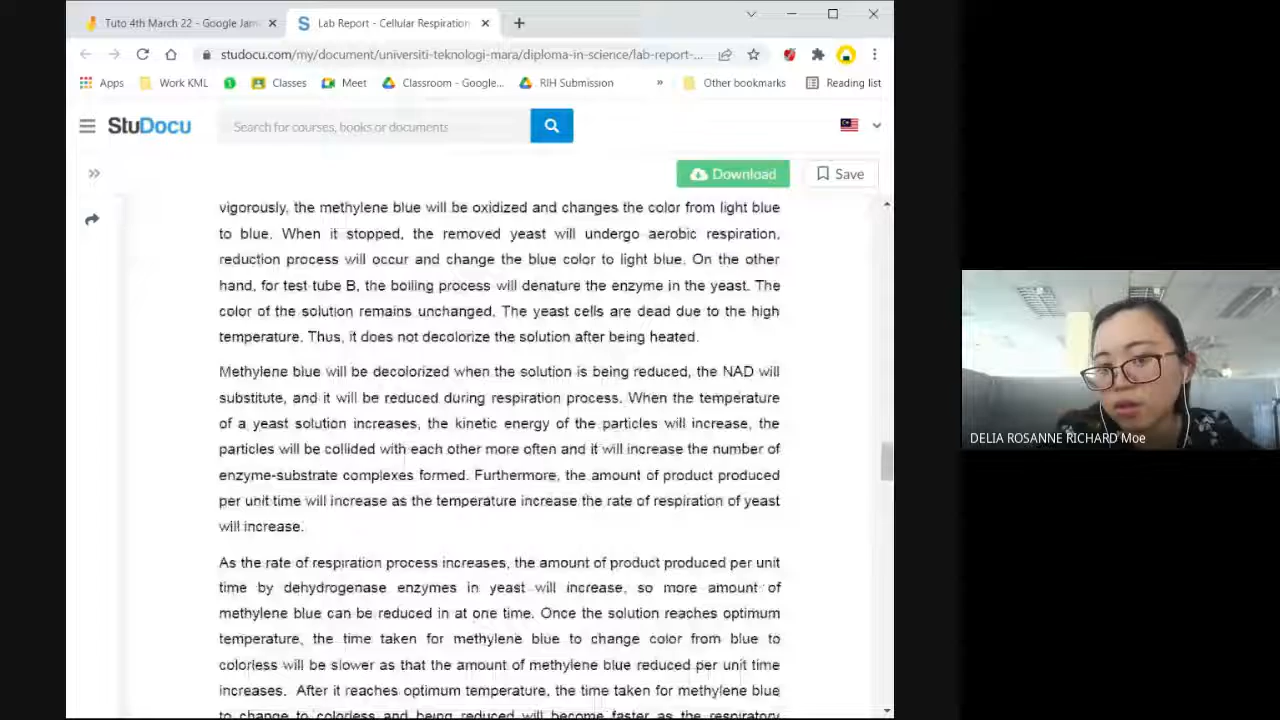 Tuto 4th March 22 - Google Jam
Lab Report - Cellular Respiration
studocu.com/my/document/universiti-teknologi-mara/diploma-in-science/lab-report-...
Apps Work KML Classes Meet Classroom - Google... RIH Submission » Other bookmarks Reading list
StuDocu Search for courses, books or documents
Download Save
vigorously, the methylene blue will be oxidized and changes the color from light blue
to blue. When it stopped, the removed yeast will undergo aerobic respiration,
reduction process will occur and change the blue color to light blue. On the other
hand, for test tube B, the boiling process will denature the enzyme in the yeast. The
color of the solution remains unchanged. The yeast cells are dead due to the high
temperature. Thus, it does not decolorize the solution after being heated.
Methylene blue will be decolorized when the solution is being reduced, the NAD will
substitute, and it will be reduced during respiration process. When the temperature
of a yeast solution increases, the kinetic energy of the particles will increase, the
particles will be collided with each other more often and it will increase the number of
enzyme-substrate complexes formed. Furthermore, the amount of product produced
per unit time will increase as the temperature increase the rate of respiration of yeast
will increase.
As the rate of respiration process increases, the amount of product produced per unit
time by dehydrogenase enzymes in yeast will increase, so more amount of
methylene blue can be reduced in at one time. Once the solution reaches optimum
temperature, the time taken for methylene blue to change color from blue to
colorless will be slower as that the amount of methylene blue reduced per unit time
increases. After it reaches optimum temperature, the time taken for methylene blue
to change to colorless and being reduced will become faster as the respiratory
DELIA ROSANNE RICHARD Moe